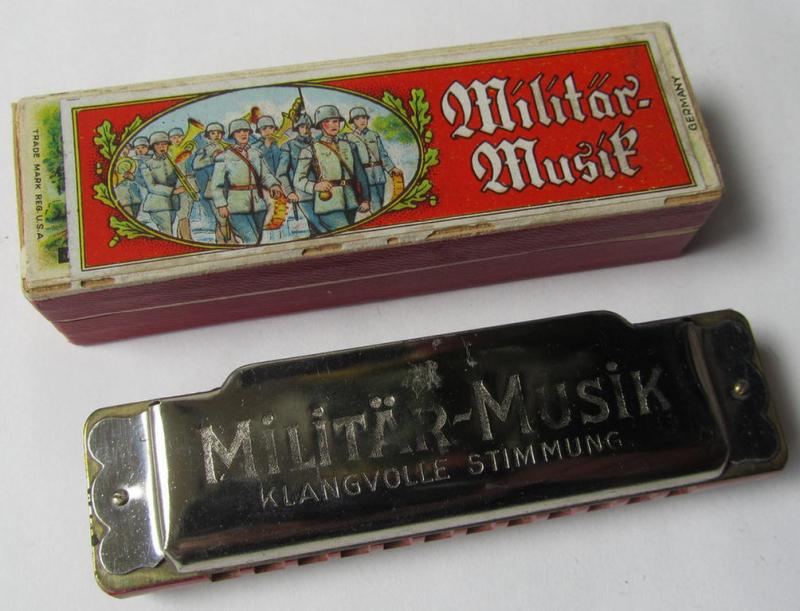 TRADE MARK REG. U.S.A.
Militär-
Musik
GERMANY
MiLiTÄR-MUSiK
KLANGVOLLE STIMMUNG